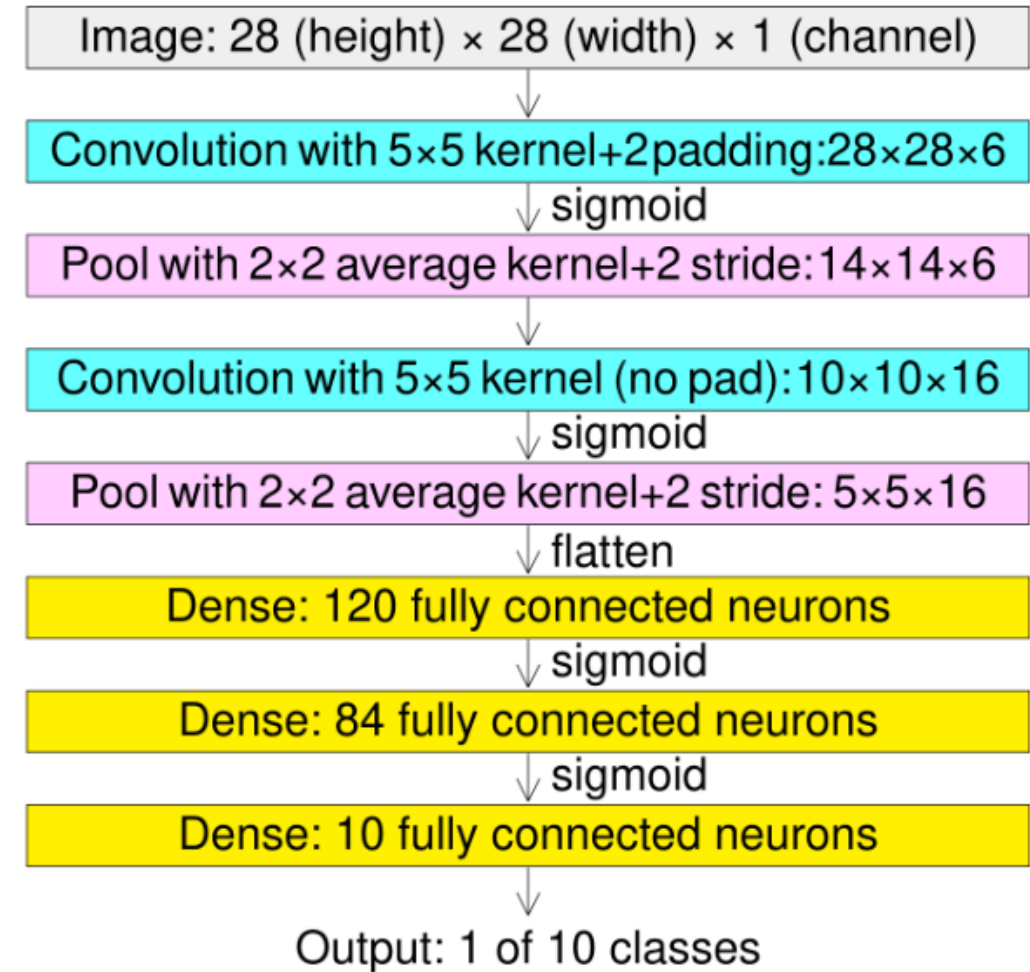 Image: 28 (height) × 28 (width) × 1 (channel)
Convolution with 5×5 kernel+2padding:28×28×6
sigmoid
Pool with 2×2 average kernel+2 stride:14×14×6
Convolution with 5×5 kernel (no pad):10×10×16
sigmoid
Pool with 2×2 average kernel+2 stride: 5×5×16
flatten
Dense: 120 fully connected neurons
sigmoid
Dense: 84 fully connected neurons
sigmoid
Dense: 10 fully connected neurons
Output: 1 of 10 classes